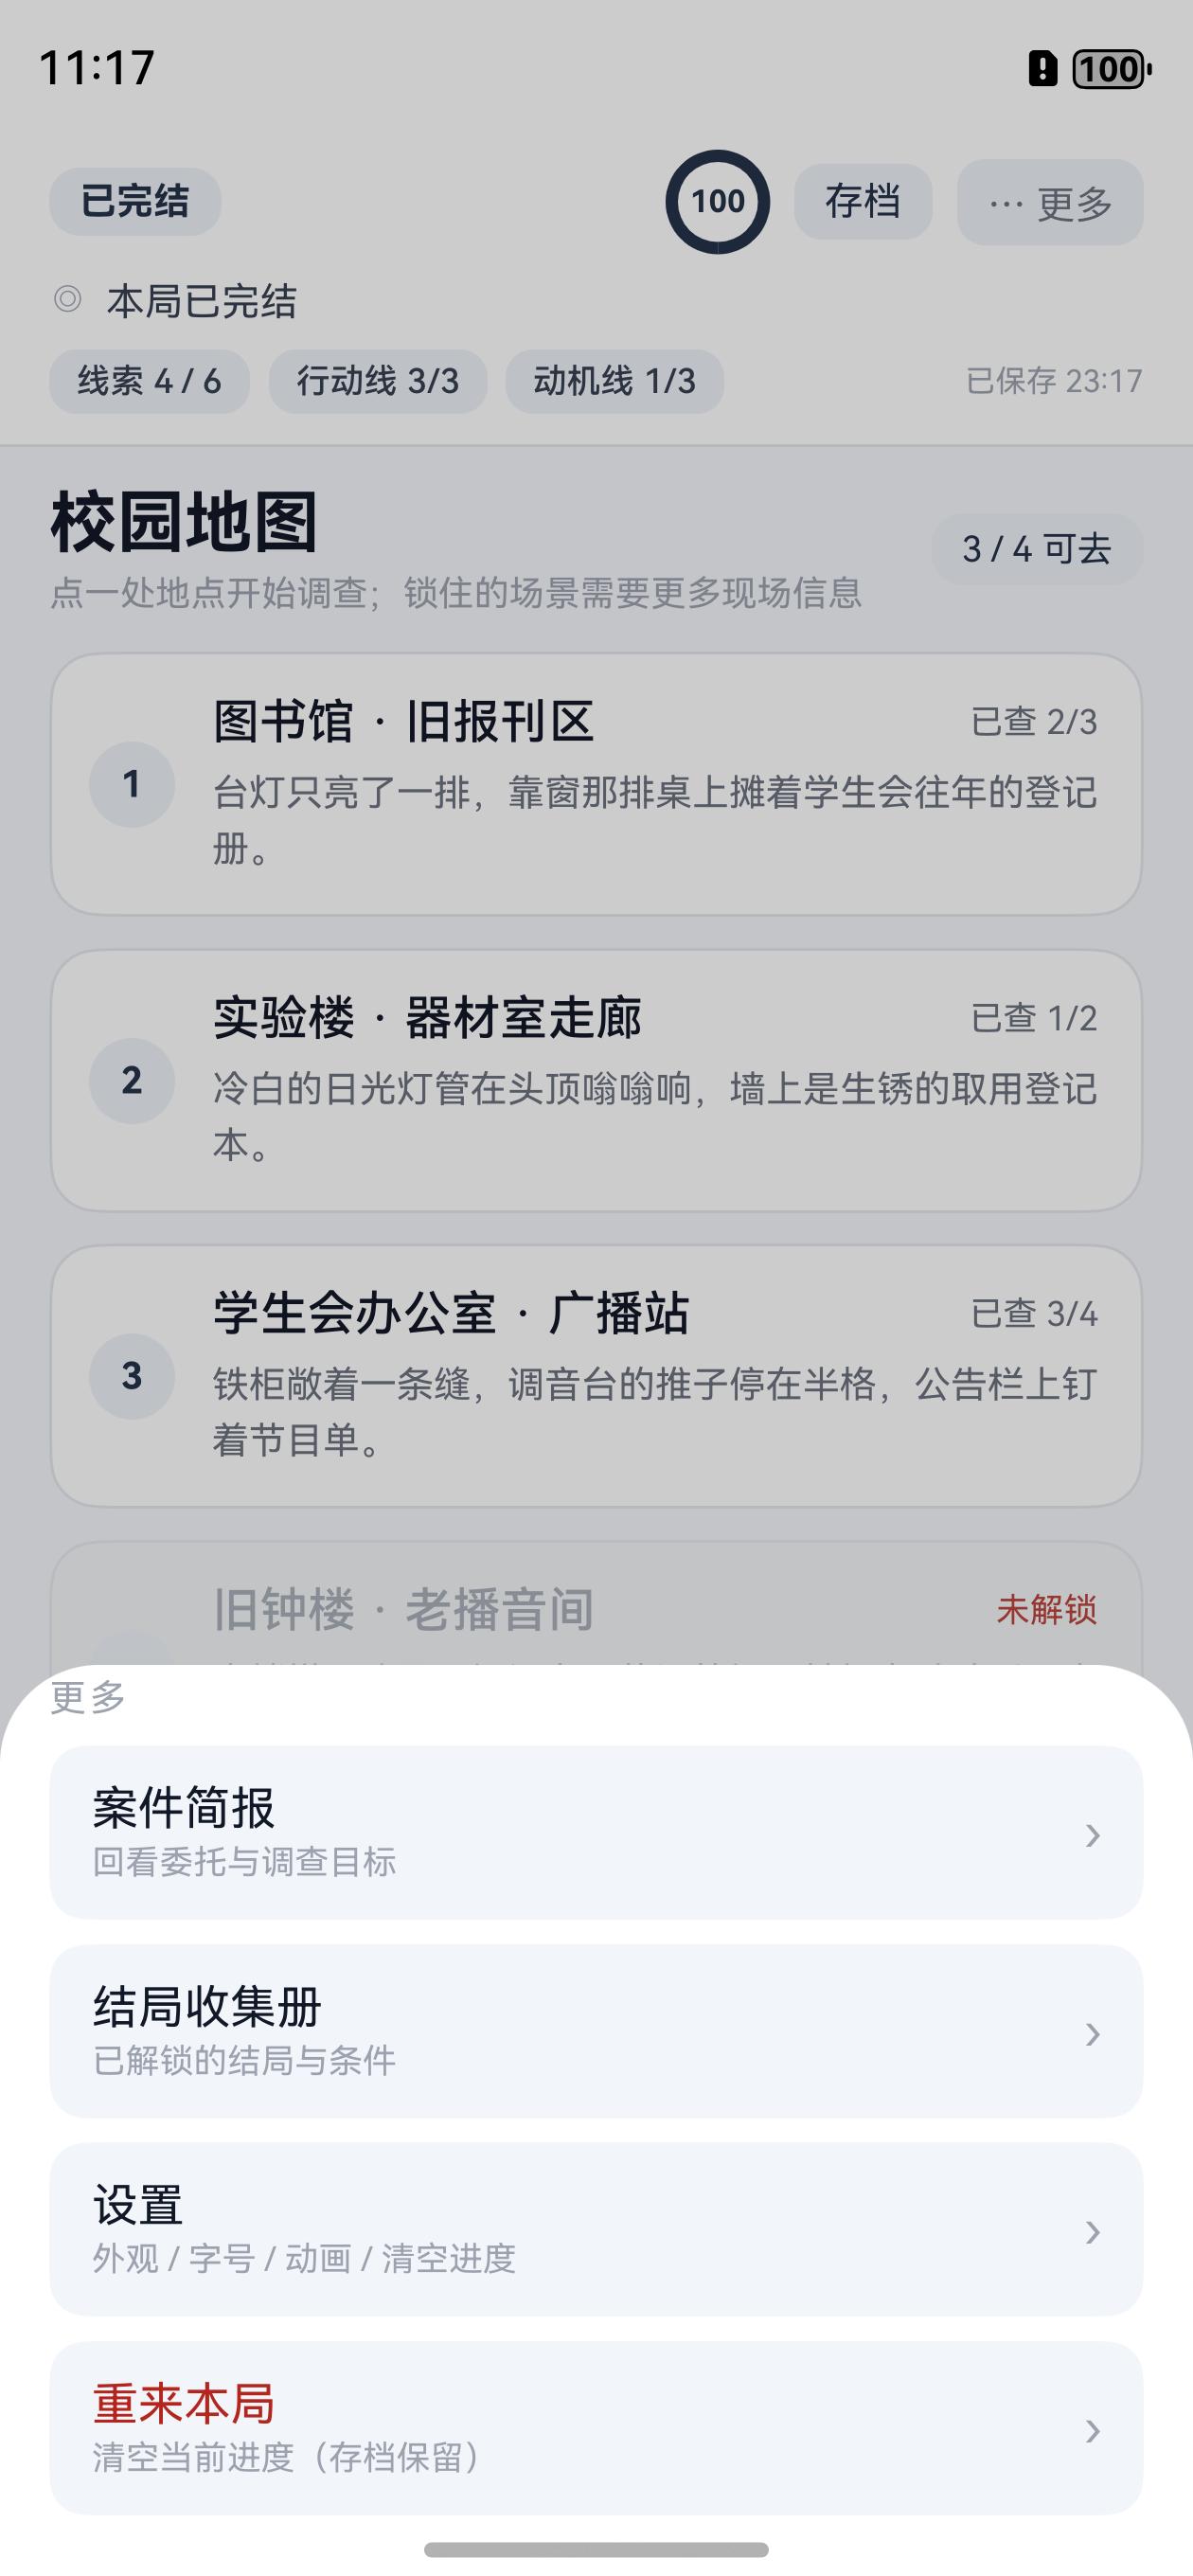 11:17
100
已完结
100
存档
··· 更多
◎ 本局已完结
线索 4 / 6
行动线 3/3
动机线 1/3
已保存 23:17
校园地图
3 / 4 可去
点一处地点开始调查；锁住的场景需要更多现场信息
图书馆 · 旧报刊区
已查 2/3
1
台灯只亮了一排，靠窗那排桌上摊着学生会往年的登记
册。
实验楼 · 器材室走廊
已查 1/2
2
冷白的日光灯管在头顶嗡嗡响，墙上是生锈的取用登记
本。
学生会办公室 · 广播站
已查 3/4
3
铁柜敞着一条缝，调音台的推子停在半格，公告栏上钉
着节目单。
旧钟楼 · 老播音间
未解锁
更多
案件简报
回看委托与调查目标
›
结局收集册
已解锁的结局与条件
›
设置
外观 / 字号 / 动画 / 清空进度
›
重来本局
清空当前进度（存档保留）
›